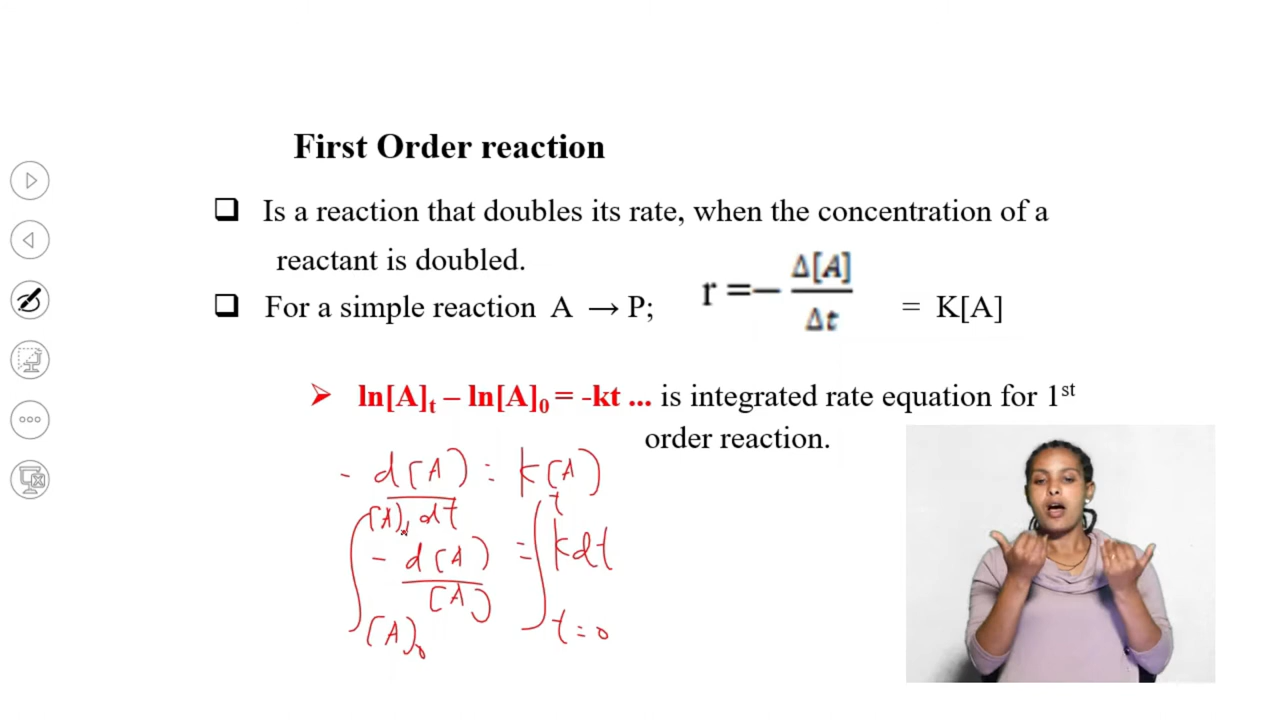 First Order reaction
❑ Is a reaction that doubles its rate, when the concentration of a
reactant is doubled.
❑ For a simple reaction A → P; r = − Δ[A] / Δt = K[A]
➢ ln[A]t – ln[A]0 = -kt ... is integrated rate equation for 1st
order reaction.
- d[A] / dt = k[A]
∫ [A]0 [A]t - d[A] / [A] = ∫ t=0 t kdt